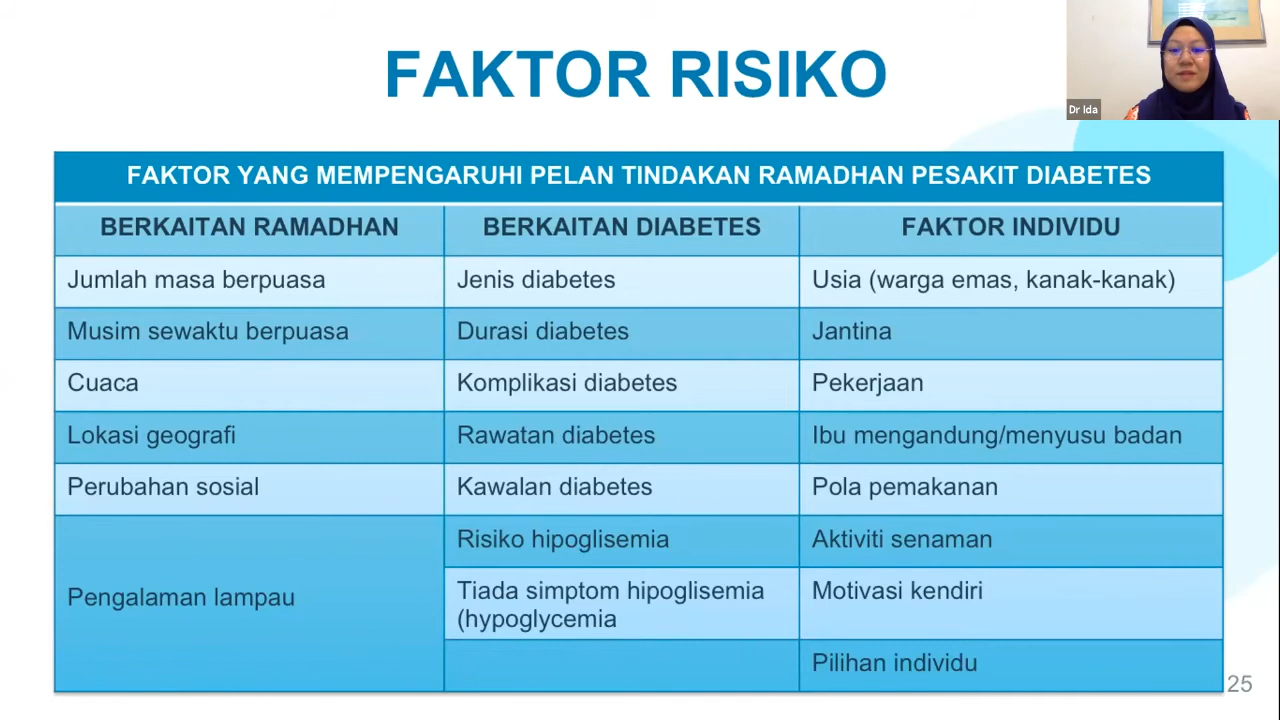 FAKTOR RISIKO
Dr Ida
FAKTOR YANG MEMPENGARUHI PELAN TINDAKAN RAMADHAN PESAKIT DIABETES
BERKAITAN RAMADHAN BERKAITAN DIABETES FAKTOR INDIVIDU
Jumlah masa berpuasa Jenis diabetes Usia (warga emas, kanak-kanak)
Musim sewaktu berpuasa Durasi diabetes Jantina
Cuaca Komplikasi diabetes Pekerjaan
Lokasi geografi Rawatan diabetes Ibu mengandung/menyusu badan
Perubahan sosial Kawalan diabetes Pola pemakanan
Risiko hipoglisemia Aktiviti senaman
Pengalaman lampau Tiada simptom hipoglisemia Motivasi kendiri
(hypoglycemia
Pilihan individu
25